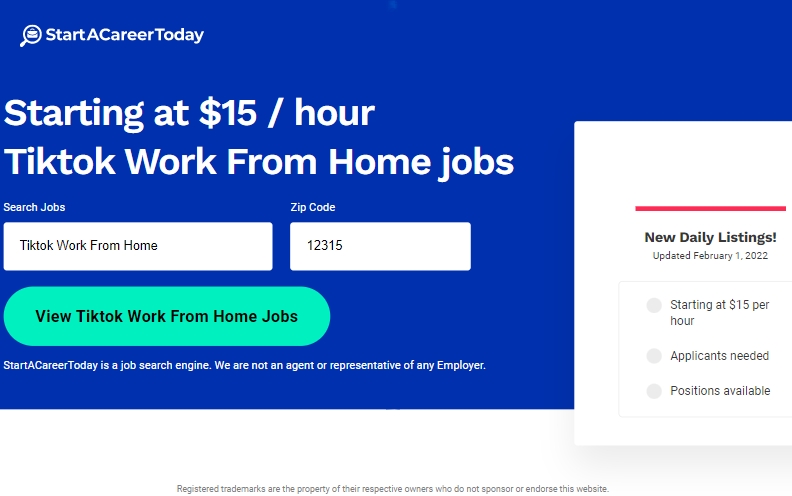 StartACareerToday
Starting at $15 / hour
Tiktok Work From Home jobs
Search Jobs
Zip Code
Tiktok Work From Home
12315
View Tiktok Work From Home Jobs
StartACareerToday is a job search engine. We are not an agent or representative of any Employer.
New Daily Listings!
Updated February 1, 2022
Starting at $15 per
hour
Applicants needed
Positions available
Registered trademarks are the property of their respective owners who do not sponsor or endorse this website.